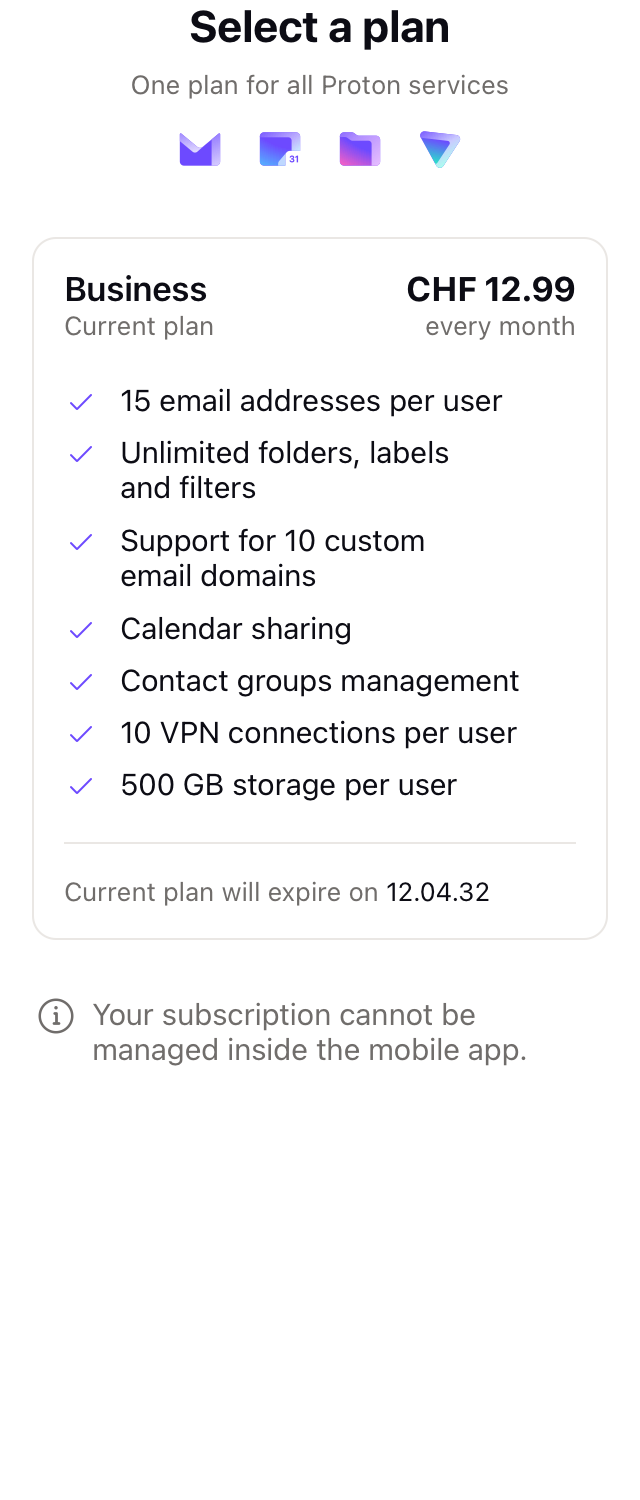 Select a plan
One plan for all Proton services
31
Business
CHF 12.99
Current plan
every month
15 email addresses per user
Unlimited folders, labels
and filters
Support for 10 custom
email domains
Calendar sharing
Contact groups management
10 VPN connections per user
500 GB storage per user
Current plan will expire on 12.04.32
Your subscription cannot be
managed inside the mobile app.